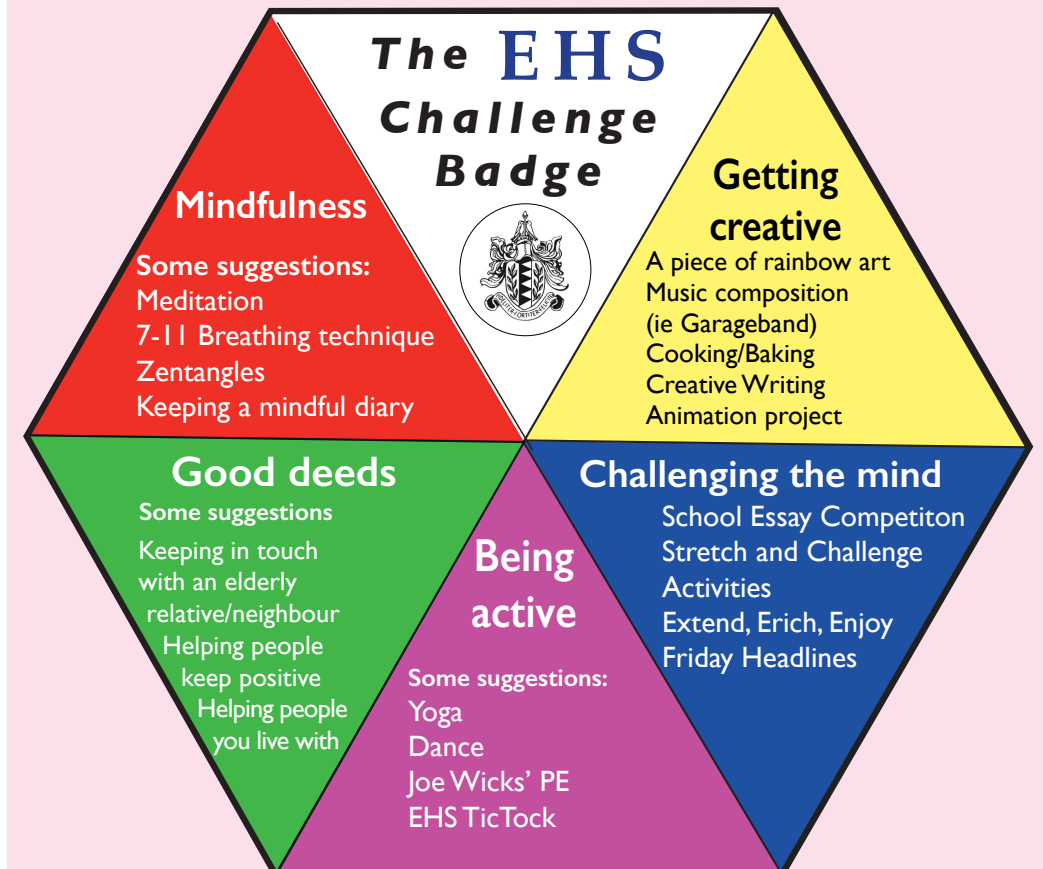 The EHS
Challenge
Badge
Mindfulness
Some suggestions:
Meditation
7-11 Breathing technique
Zentangles
Keeping a mindful diary
Getting
creative
A piece of rainbow art
Music composition
(ie Garageband)
Cooking/Baking
Creative Writing
Animation project
Good deeds
Some suggestions
Keeping in touch
with an elderly
relative/neighbour
Helping people
keep positive
Helping people
you live with
Being
active
Some suggestions:
Yoga
Dance
Joe Wicks’ PE
EHS TicTock
Challenging the mind
School Essay Competiton
Stretch and Challenge
Activities
Extend, Erich, Enjoy
Friday Headlines